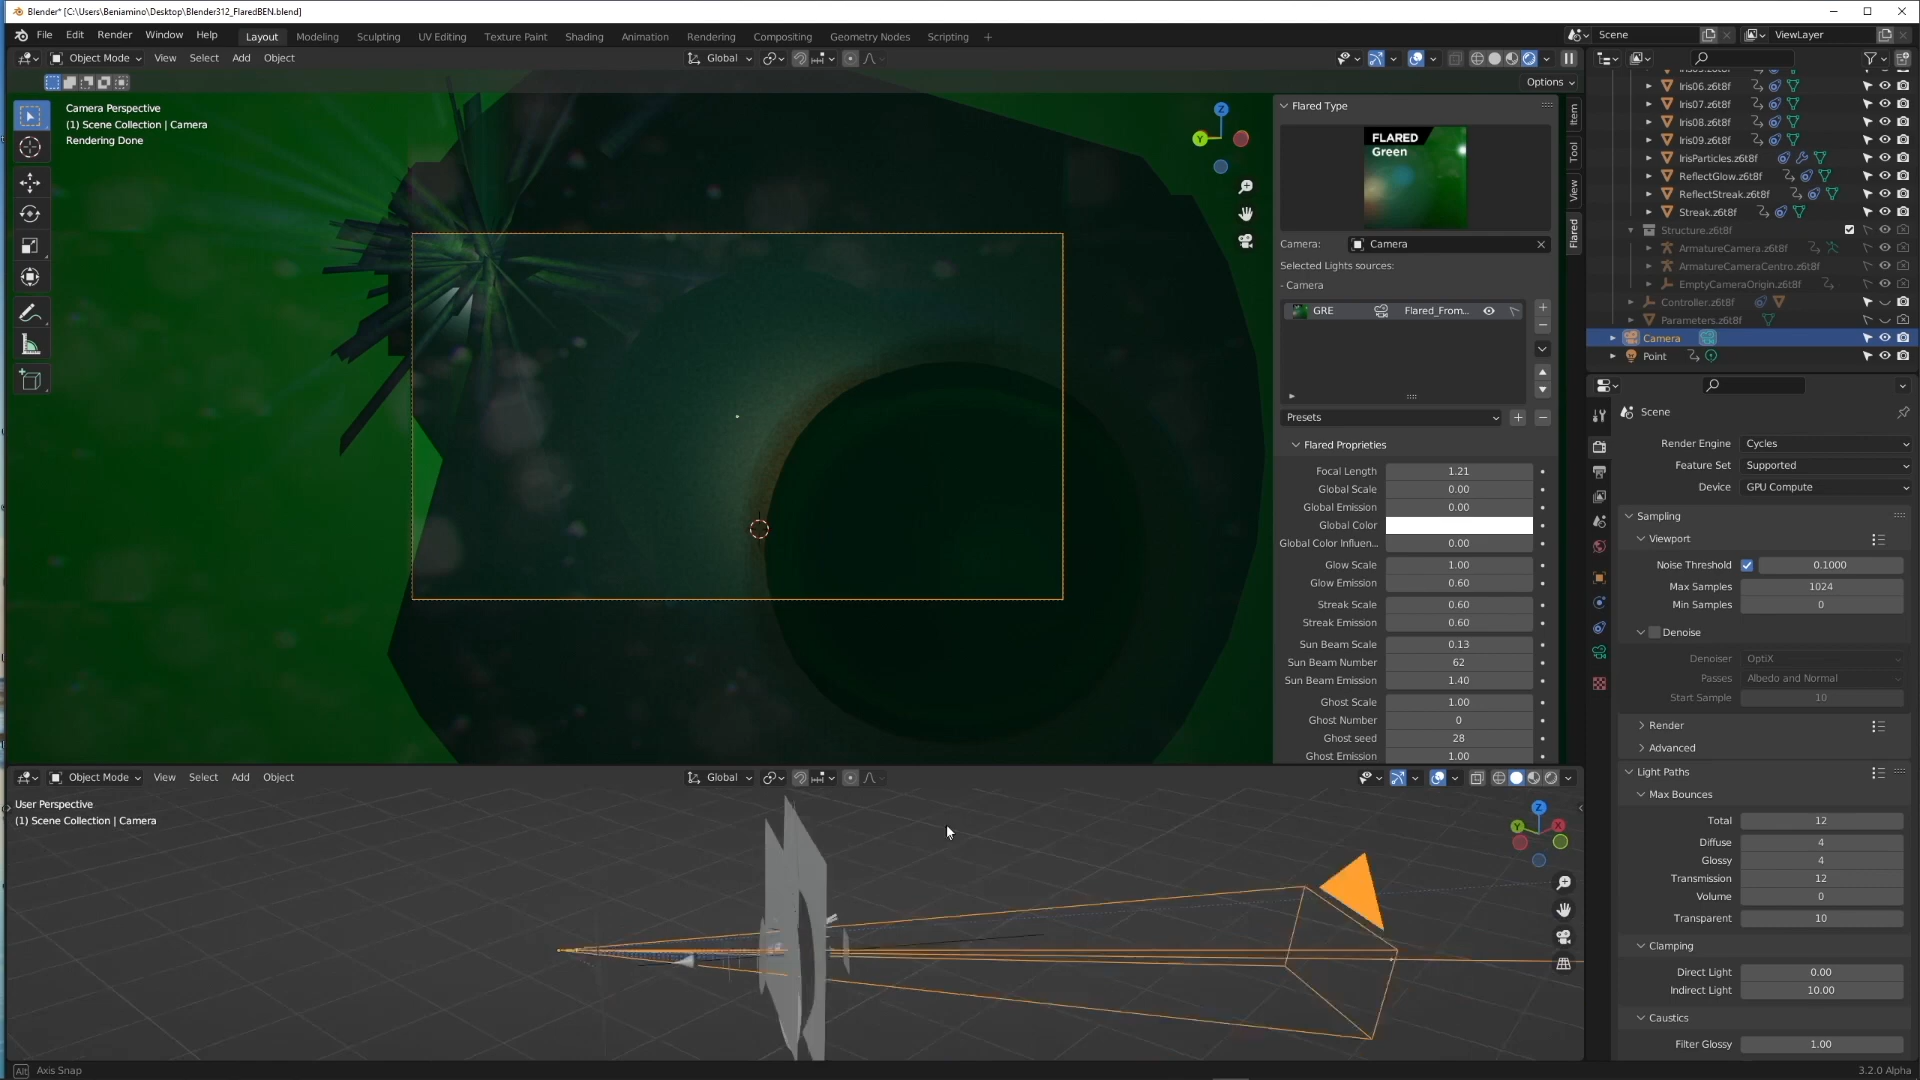 Blender* [C:\Users\Beniamino\Desktop\Blender312_FlaredBEN.blend]
File Edit Render Window Help Layout Modeling Sculpting UV Editing Texture Paint Shading Animation Rendering Compositing Geometry Nodes Scripting + Scene ViewLayer
Object Mode View Select Add Object Global
Options
Camera Perspective
(1) Scene Collection | Camera
Rendering Done
Z
Y
Flared Type
FLARED
Green
Camera: Camera
Selected Lights sources:
- Camera
GRE Flared_From...
Presets
Flared Proprieties
Focal Length 1.21
Global Scale 0.00
Global Emission 0.00
Global Color
Global Color Influen... 0.00
Glow Scale 1.00
Glow Emission 0.60
Streak Scale 0.60
Streak Emission 0.60
Sun Beam Scale 0.13
Sun Beam Number 62
Sun Beam Emission 1.40
Ghost Scale 1.00
Ghost Number 0
Ghost seed 28
Ghost Emission 1.00
Item
Tool
View
Flared
Iris06.z6t8f
Iris07.z6t8f
Iris08.z6t8f
Iris09.z6t8f
IrisParticles.z6t8f
ReflectGlow.z6t8f
ReflectStreak.z6t8f
Streak.z6t8f
Structure.z6t8f
ArmatureCamera.z6t8f
ArmatureCameraCentro.z6t8f
EmptyCameraOrigin.z6t8f
Controller.z6t8f
Parameters.z6t8f
Camera
Point
Scene
Render Engine Cycles
Feature Set Supported
Device GPU Compute
Sampling
Viewport
Noise Threshold 0.1000
Max Samples 1024
Min Samples 0
Denoise
Denoiser OptiX
Passes Albedo and Normal
Start Sample 10
Render
Advanced
Light Paths
Max Bounces
Total 12
Diffuse 4
Glossy 4
Transmission 12
Volume 0
Transparent 10
Clamping
Direct Light 0.00
Indirect Light 10.00
Caustics
Filter Glossy 1.00
Object Mode View Select Add Object Global
User Perspective
(1) Scene Collection | Camera
Z
Y X
Alt Axis Snap
3.2.0 Alpha